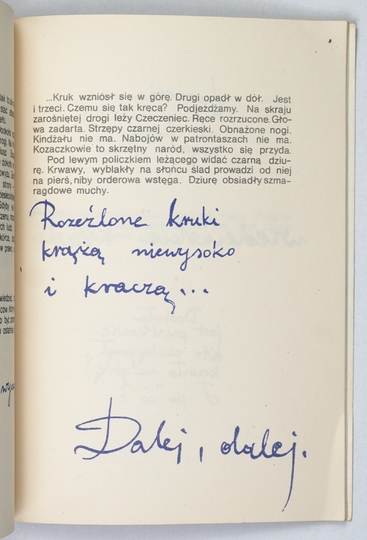 ...Kruk wzniósł się w górę. Drugi opadł w dół. Jest
i trzeci. Czemu się tak kręca? Podjeżdżamy. Na skraju
zarośniętej drogi leży Czeczeniec. Ręce rozrzucone. Gło-
wa zadarta. Strzępy czarnej czerkieski. Obnażone nogi.
Kindżału nie ma. Nabojów w patrontaszach nie ma.
Kozaczkowie to skrzętny naród, wszystko się przyda.
Pod lewym policzkiem leżącego widać czarną dziu-
rę. Krwawy, wyblakły na słońcu ślad prowadzi od niej
na pierś, niby orderowa wstęga. Dziurę obsiadły szma-
ragdowe muchy.
Rozeźlone kruki
krążą niewysoko
i kraczą...
Dalej, dalej.